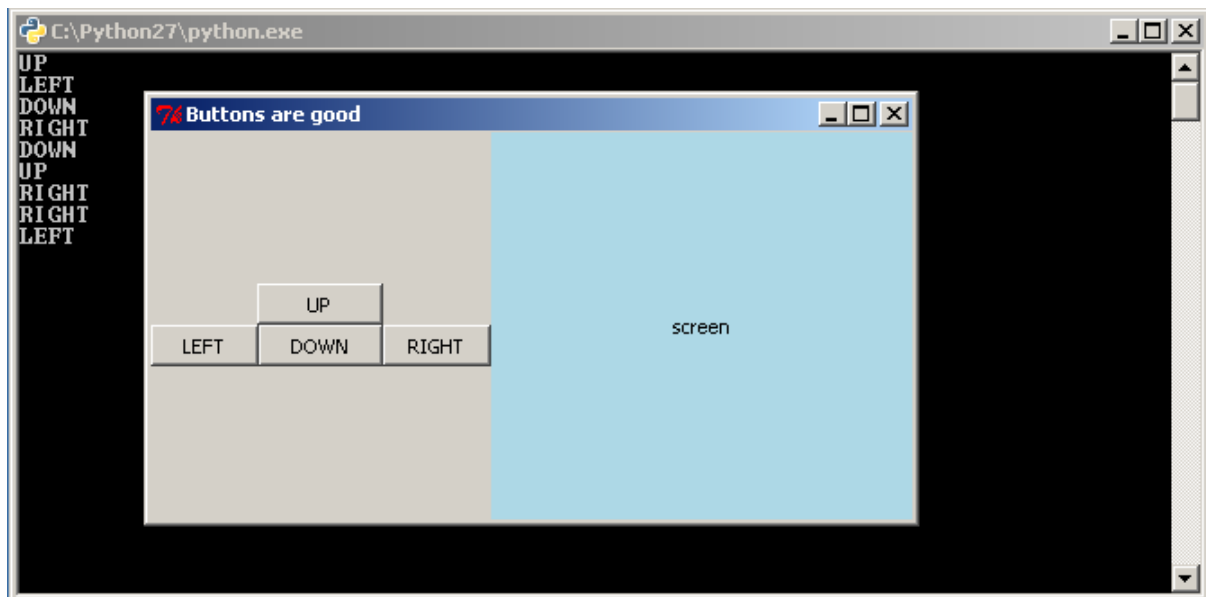 C:\Python27\python.exe
UP
LEFT
DOWN
RIGHT
DOWN
UP
RIGHT
RIGHT
LEFT
Buttons are good
UP
LEFT DOWN RIGHT
screen